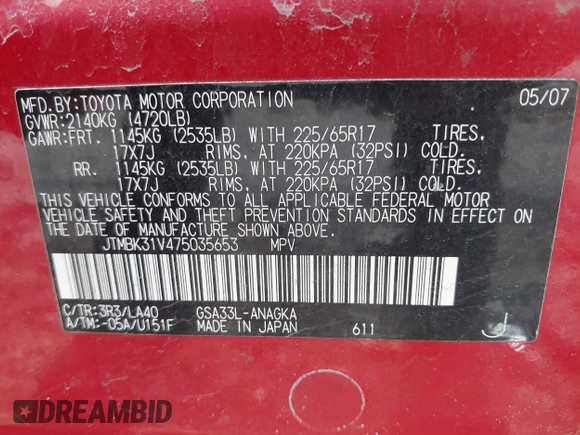 MFD.BY:TOYOTA MOTOR CORPORATION 05/07
GVWR:2140KG (4720LB)
GAWR:FRT. 1145KG (2535LB) WITH 225/65R17 TIRES,
17X7J RIMS, AT 220KPA (32PSI) COLD.
RR. 1145KG (2535LB) WITH 225/65R17 TIRES,
17X7J RIMS, AT 220KPA (32PSI) COLD.
THIS VEHICLE CONFORMS TO ALL APPLICABLE FEDERAL MOTOR
VEHICLE SAFETY AND THEFT PREVENTION STANDARDS IN EFFECT ON
THE DATE OF MANUFACTURE SHOWN ABOVE.
JTMBK31V475035653 MPV
C/TR:3R3/LA40 GSA33L-ANAGKA
A/TM:-05A/U151F MADE IN JAPAN 611 J
DREAMBID